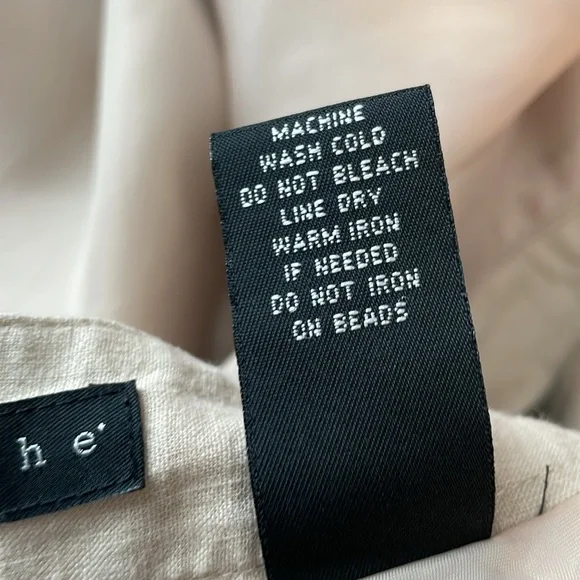 MACHINE
WASH COLD
DO NOT BLEACH
LINE DRY
WARM IRON
IF NEEDED
DO NOT IRON
ON BEADS
h e